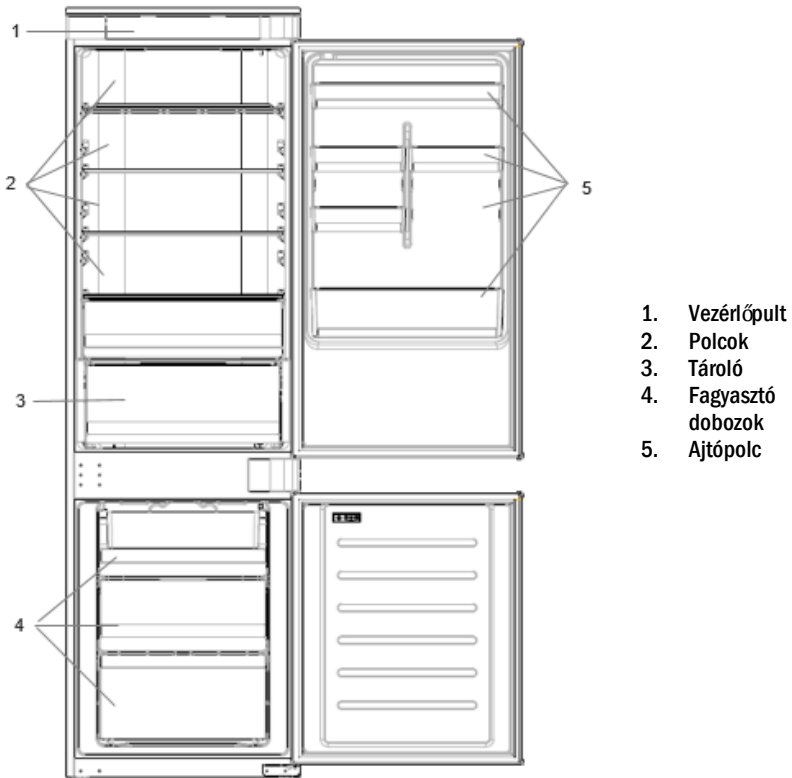 1
2
5
3
4
1. Vezérlőpult
2. Polcok
3. Tároló
4. Fagyasztó
dobozok
5. Ajtópolc